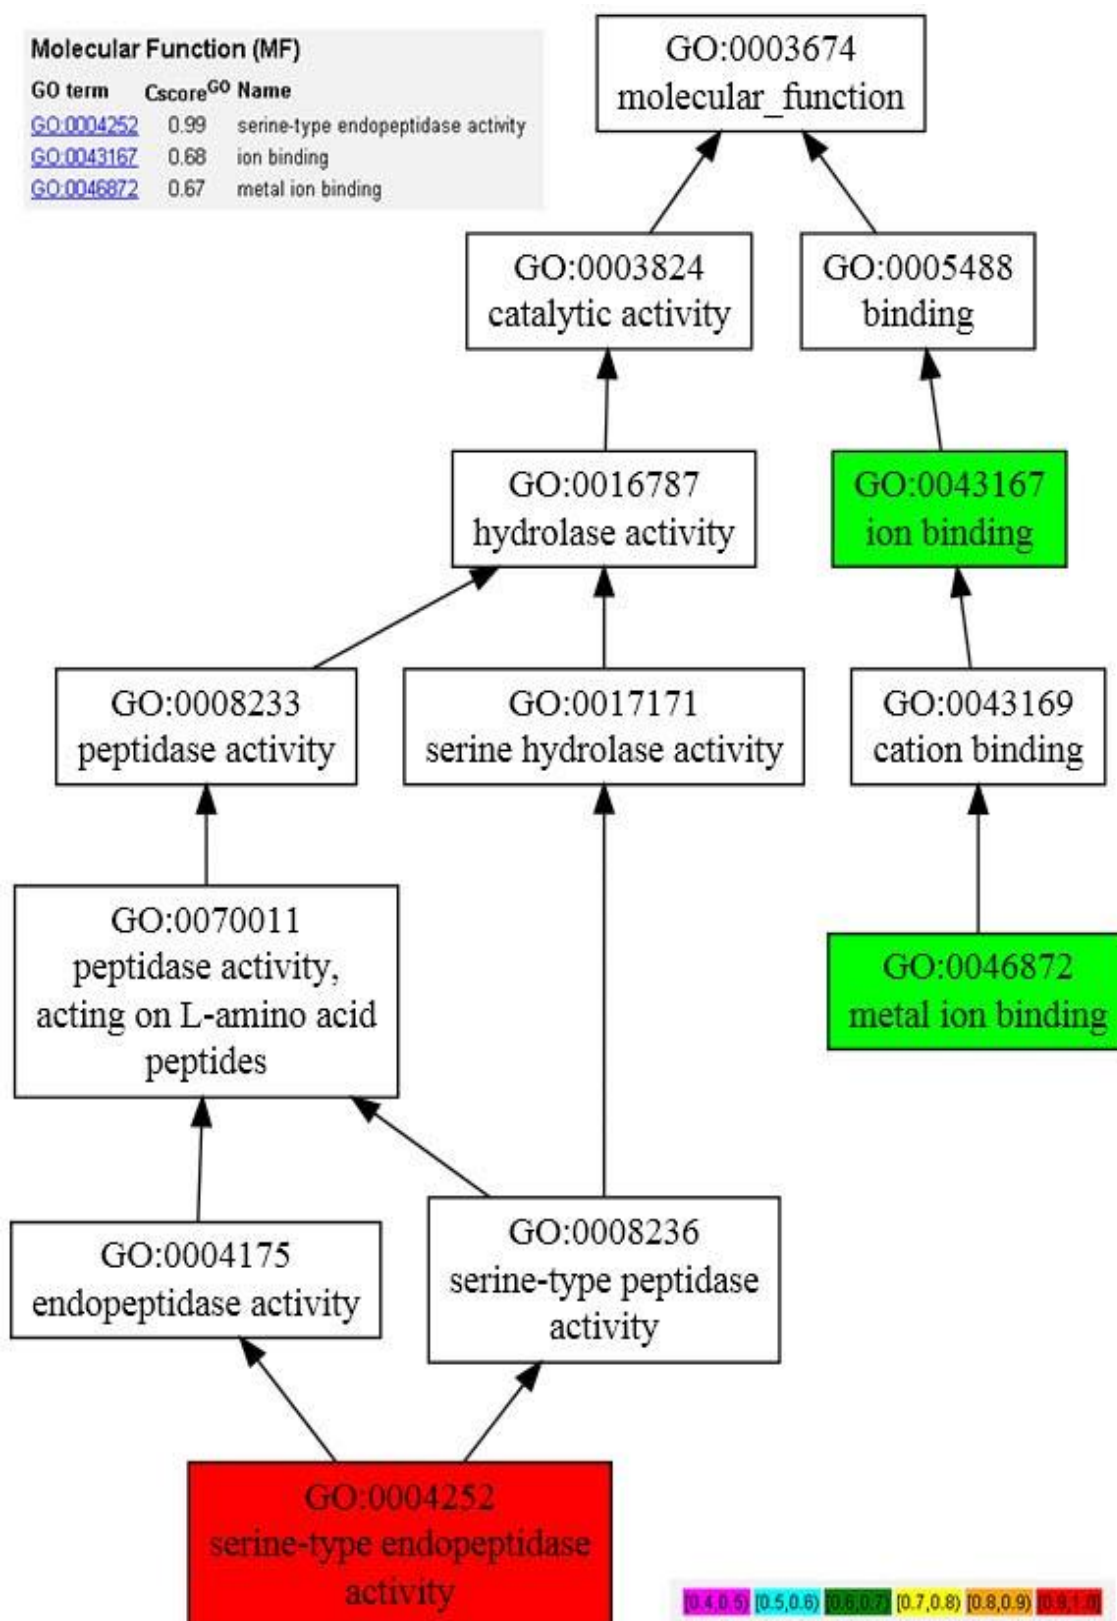 Molecular Function (MF)
GO term Cscore^GO Name
GO:0004252 0.99 serine-type endopeptidase activity
GO:0043167 0.68 ion binding
GO:0046872 0.67 metal ion binding
GO:0003674
molecular_function
GO:0003824
catalytic activity
GO:0005488
binding
GO:0016787
hydrolase activity
GO:0043167
ion binding
GO:0008233
peptidase activity
GO:0017171
serine hydrolase activity
GO:0043169
cation binding
GO:0070011
peptidase activity,
acting on L-amino acid
peptides
GO:0046872
metal ion binding
GO:0004175
endopeptidase activity
GO:0008236
serine-type peptidase
activity
GO:0004252
serine-type endopeptidase
activity
[0.4,0.5) [0.5,0.6) [0.6,0.7) [0.7,0.8) [0.8,0.9) [0.9,1.0]